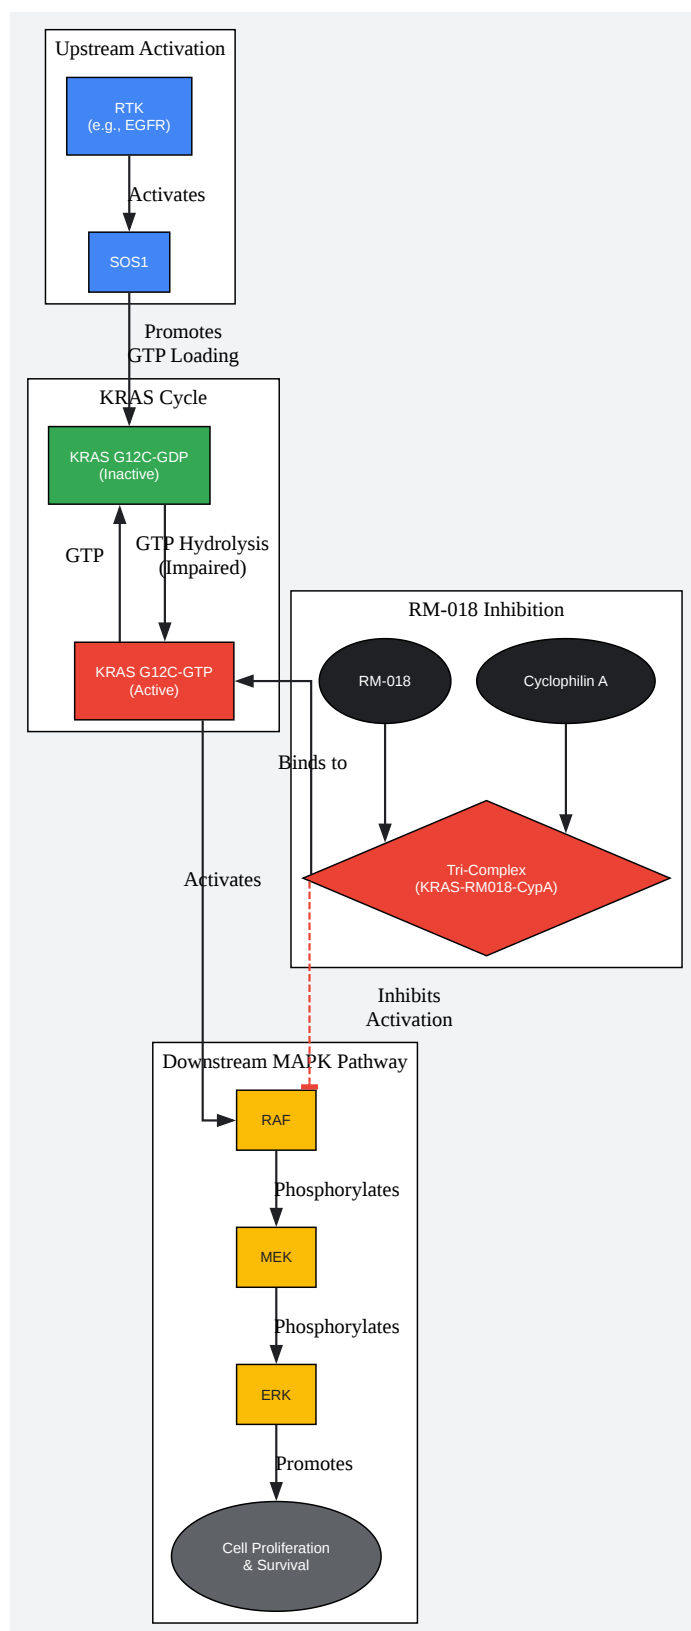 Upstream Activation
RTK
(e.g., EGFR)
Activates
SOS1
Promotes
GTP Loading
KRAS Cycle
KRAS G12C-GDP
(Inactive)
GTP
GTP Hydrolysis
(Impaired)
KRAS G12C-GTP
(Active)
RM-018 Inhibition
RM-018
Cyclophilin A
Binds to
Tri-Complex
(KRAS-RM018-CypA)
Activates
Inhibits
Activation
Downstream MAPK Pathway
RAF
Phosphorylates
MEK
Phosphorylates
ERK
Promotes
Cell Proliferation
& Survival